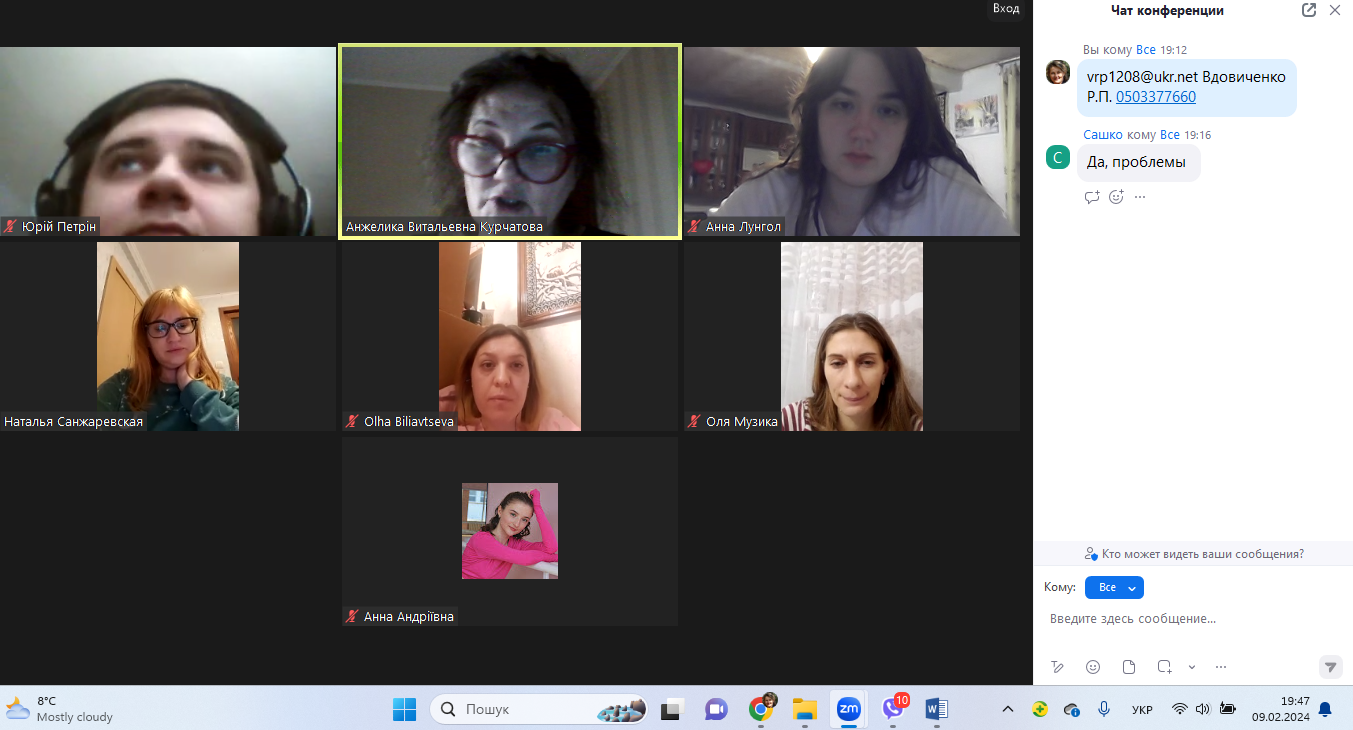 Вход
Чат конференции
Вы кому Все 19:12
vrp1208@ukr.net Вдовиченко
Р.П. 0503377660
Сашко кому Все 19:16
С
Да, проблемы
Юрій Петрін
Анжелика Витальевна Курчатова
Анна Лунгол
Наталья Санжаревская
Olha Biliavtseva
Оля Музика
Анна Андріївна
Кто может видеть ваши сообщения?
Кому: Все
Введите здесь сообщение...
8°C
Mostly cloudy
Пошук
zm
10
W
УКР
19:47
09.02.2024